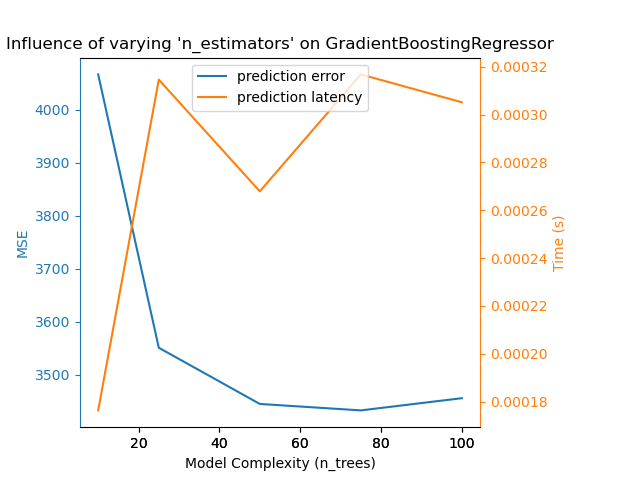 Influence of varying 'n_estimators' on GradientBoostingRegressor
prediction error
prediction latency
4000
3900
3800
3700
3600
3500
MSE
0.00032
0.00030
0.00028
0.00026
0.00024
0.00022
0.00020
0.00018
Time (s)
20 40 60 80 100
Model Complexity (n_trees)